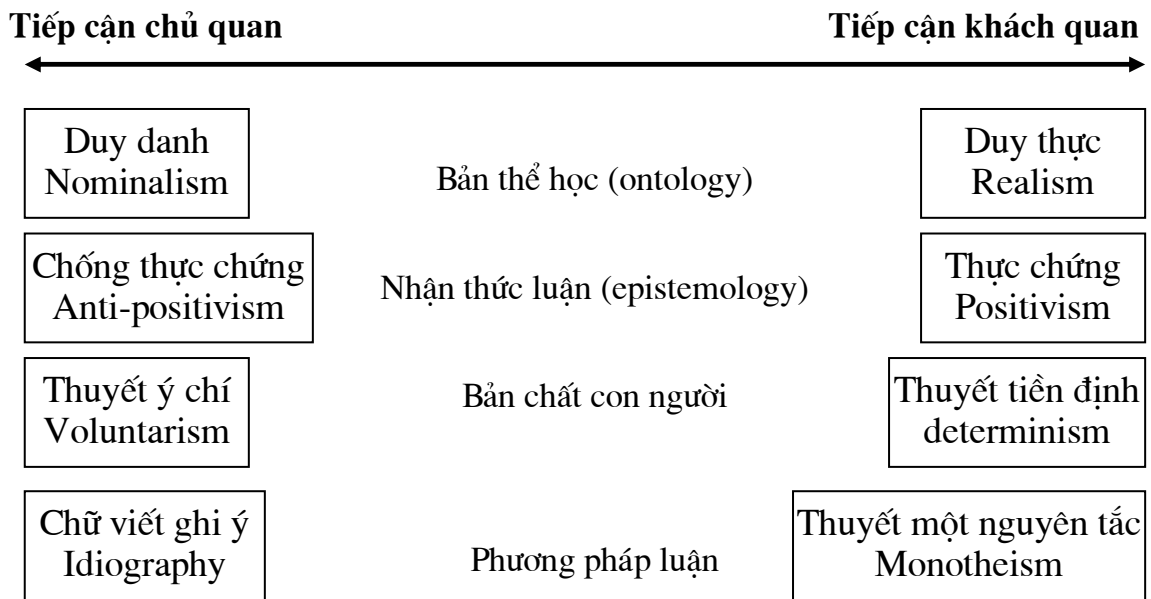 Tiếp cận chủ quan
Tiếp cận khách quan
Duy danh
Nominalism
Bản thể học (ontology)
Duy thực
Realism
Chống thực chứng
Anti-positivism
Nhận thức luận (epistemology)
Thực chứng
Positivism
Thuyết ý chí
Voluntarism
Bản chất con người
Thuyết tiền định
determinism
Chữ viết ghi ý
Idiography
Phương pháp luận
Thuyết một nguyên tắc
Monotheism